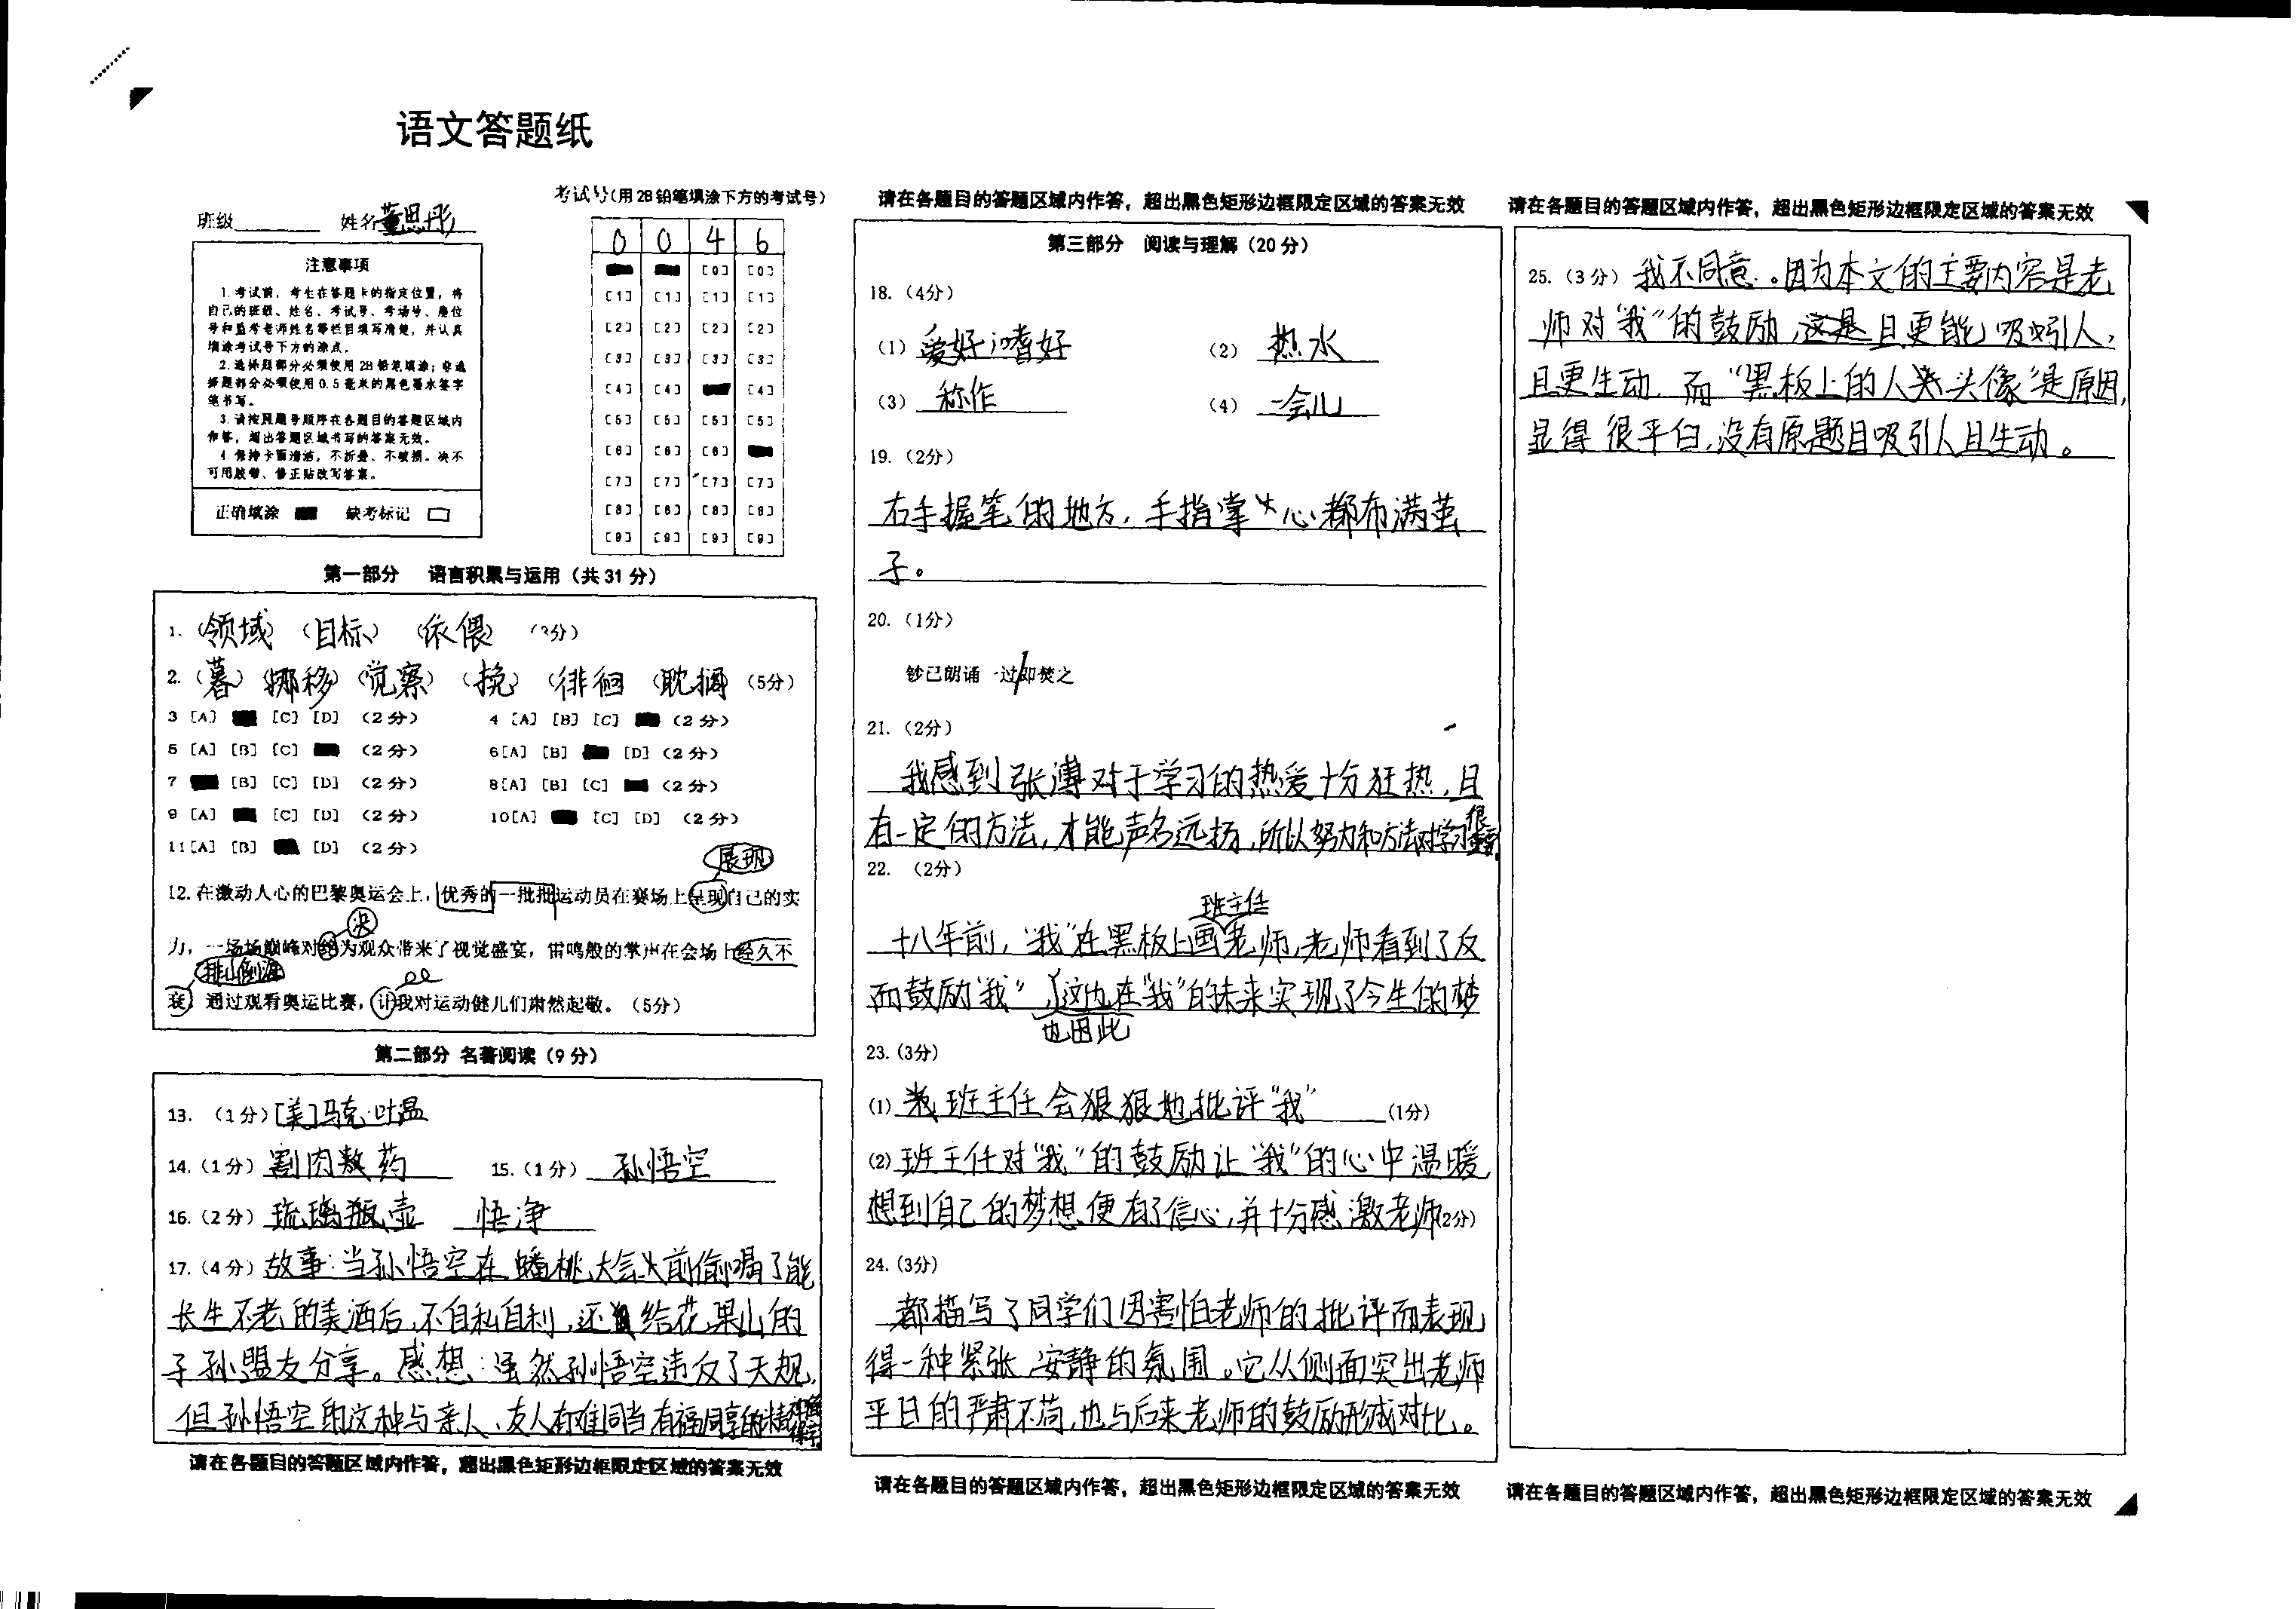 语文答题纸
班级 姓名 董思彤
考试号(用2B铅笔填涂下方的考试号)
0 0 4 6
[0] [0]
[1] [1] [1] [1]
[2] [2] [2] [2]
[3] [3] [3] [3]
[4] [4] [4]
[5] [5] [5] [5]
[6] [6] [6]
[7] [7] [7] [7]
[8] [8] [8] [8]
[9] [9] [9] [9]
注意事项
1.考试前,考生在答题卡的指定位置,将
自己的班级、姓名、考试号、考场号、座位
号和监考老师姓名等栏目填写清楚,并认真
填涂考试号下方的涂点。
2.选择题部分必须使用2B铅笔填涂;非选
择题部分必须使用0.5毫米的黑色墨水签字
笔书写。
3.请按照题号顺序在各题目的答题区域内
作答,超出答题区域书写的答案无效。
4.保持卡面清洁,不折叠、不破损。决不
可用胶带、修正贴改写答案。
正确填涂 缺考标记
第一部分 语言积累与运用(共31分)
1.(领域)(目标)(依偎)(3分)
2.(暮)(挪移)(觉察)(挽)(徘徊)(耽搁)(5分)
3 [A] [C] [D] (2分) 4 [A] [B] [C] (2分)
5 [A] [B] [C] (2分) 6[A] [B] [D] (2分)
7 [B] [C] [D] (2分) 8[A] [B] [C] (2分)
9 [A] [C] [D] (2分) 10[A] [C] [D] (2分)
11[A] [B] [D] (2分)
展现
12.在激动人心的巴黎奥运会上,优秀的一批批运动员在赛场上呈现自己的实
决
力,一场场巅峰对绝为观众带来了视觉盛宴,雷鸣般的掌声在会场上经久不
排山倒海
衰。通过观看奥运比赛,让我对运动健儿们肃然起敬。(5分)
第二部分 名著阅读(9分)
13.(1分)[美]马克·吐温
14.(1分)割肉敷药 15.(1分)孙悟空
16.(2分)琉璃瓶壶 悟净
17.(4分)故事:当孙悟空在蟠桃大会前偷喝了能
长生不老的美酒后,不自私自利,还给花果山的
子孙盟友分享。感想:虽然孙悟空违反了天规,
但孙悟空的这种与亲人、友人有难同当有福同享的精神
请在各题目的答题区域内作答,超出黑色矩形边框限定区域的答案无效
请在各题目的答题区域内作答,超出黑色矩形边框限定区域的答案无效
第三部分 阅读与理解(20分)
18.(4分)
(1)爱好;嗜好 (2)热水
(3)称作 (4)一会儿
19.(2分)
右手握笔的地方,手指掌心都布满茧
子。
20.(1分)
钞已朗诵一过/即焚之
21.(2分)
我感到张溥对于学习的热爱十分狂热,且
有一定的方法,才能声名远扬,所以努力和方法对学习很重要
22.(2分)
班主任
十八年前,"我"在黑板上画老师,老师看到了反
而鼓励"我",这也在"我"的未来实现了今生的梦
也因此
23.(3分)
(1)班主任会狠狠地批评"我"(1分)
(2)班主任对"我"的鼓励让"我"的心中温暖
想到自己的梦想便有了信心,并十分感激老师(2分)
24.(3分)
都描写了同学们因害怕老师的批评而表现
得一种紧张、安静的氛围。它从侧面突出老师
平日的严肃不苟,也与后来老师的鼓励形成对比。
请在各题目的答题区域内作答,超出黑色矩形边框限定区域的答案无效
请在各题目的答题区域内作答,超出黑色矩形边框限定区域的答案无效
25.(3分)我不同意。因为本文的主要内容是老
师对"我"的鼓励,且更能吸引人,
且更生动。而"黑板上的人头像"是原因,
显得很平白,没有原题目吸引人且生动。
请在各题目的答题区域内作答,超出黑色矩形边框限定区域的答案无效